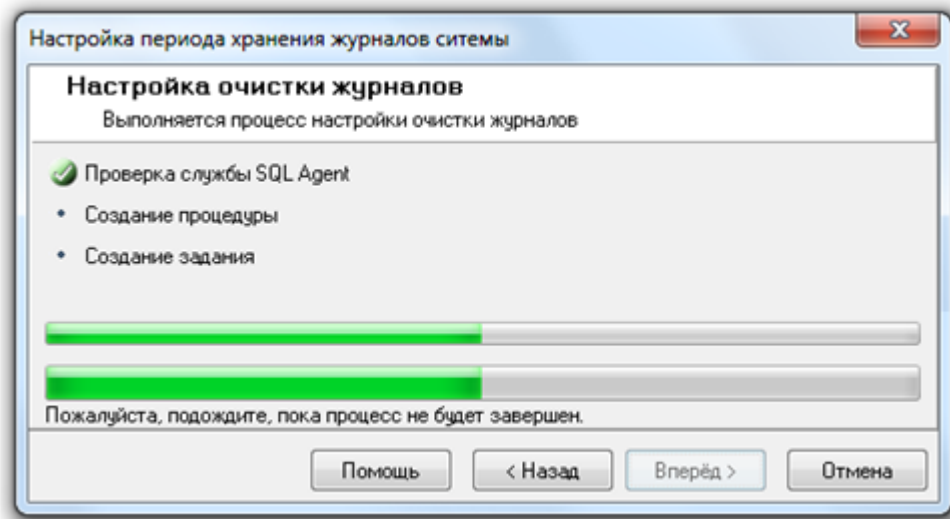 Настройка периода хранения журналов ситемы
Настройка очистки журналов
Выполняется процесс настройки очистки журналов
Проверка службы SQL Agent
Создание процедуры
Создание задания
Пожалуйста, подождите, пока процесс не будет завершен.
Помощь < Назад Вперёд > Отмена